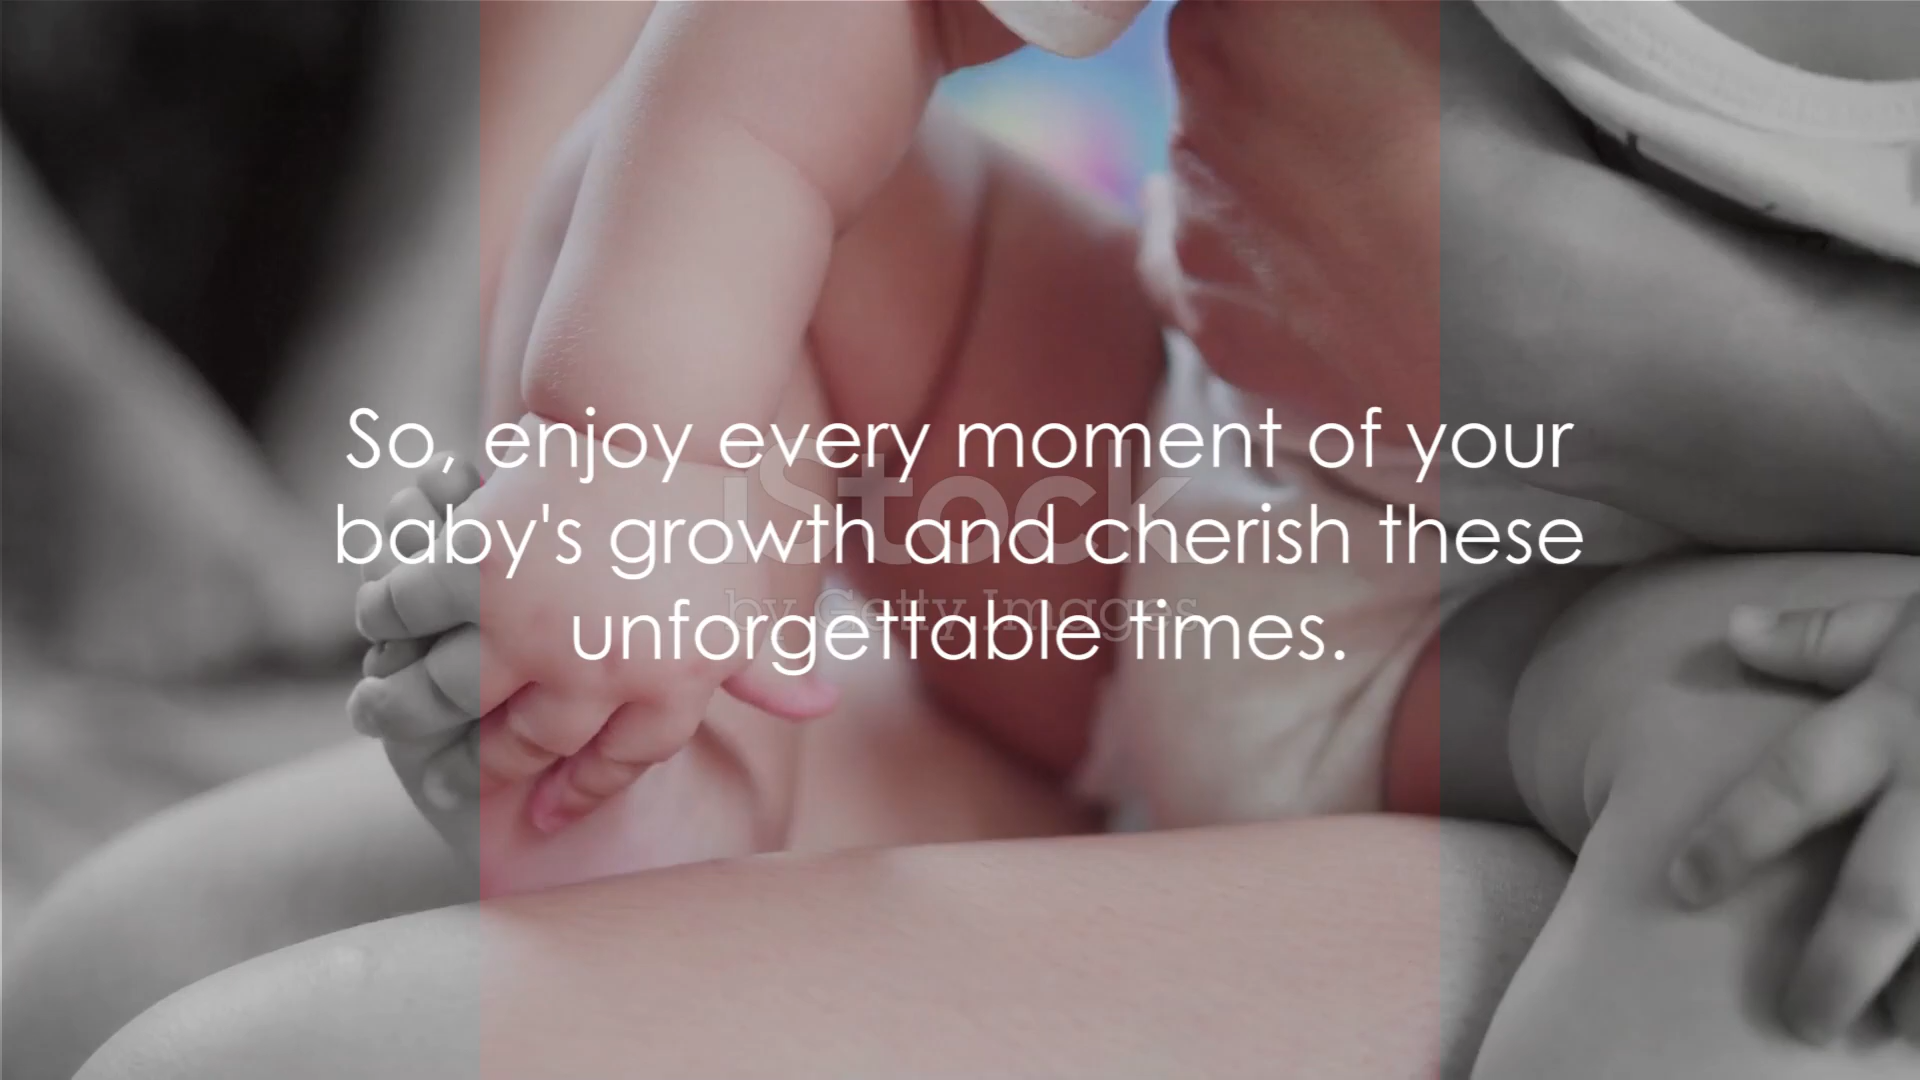 So, enjoy every moment of your
baby's growth and cherish these
unforgettable times.
iStock
by Getty Images